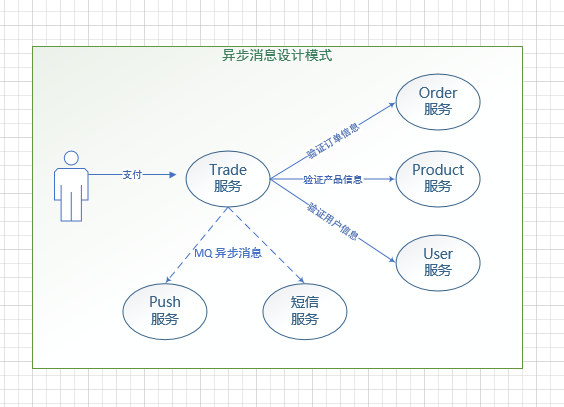 异步消息设计模式
Order
服务
验证订单信息
支付
Trade
服务
验证产品信息
Product
服务
验证用户信息
User
服务
MQ 异步消息
Push
服务
短信
服务